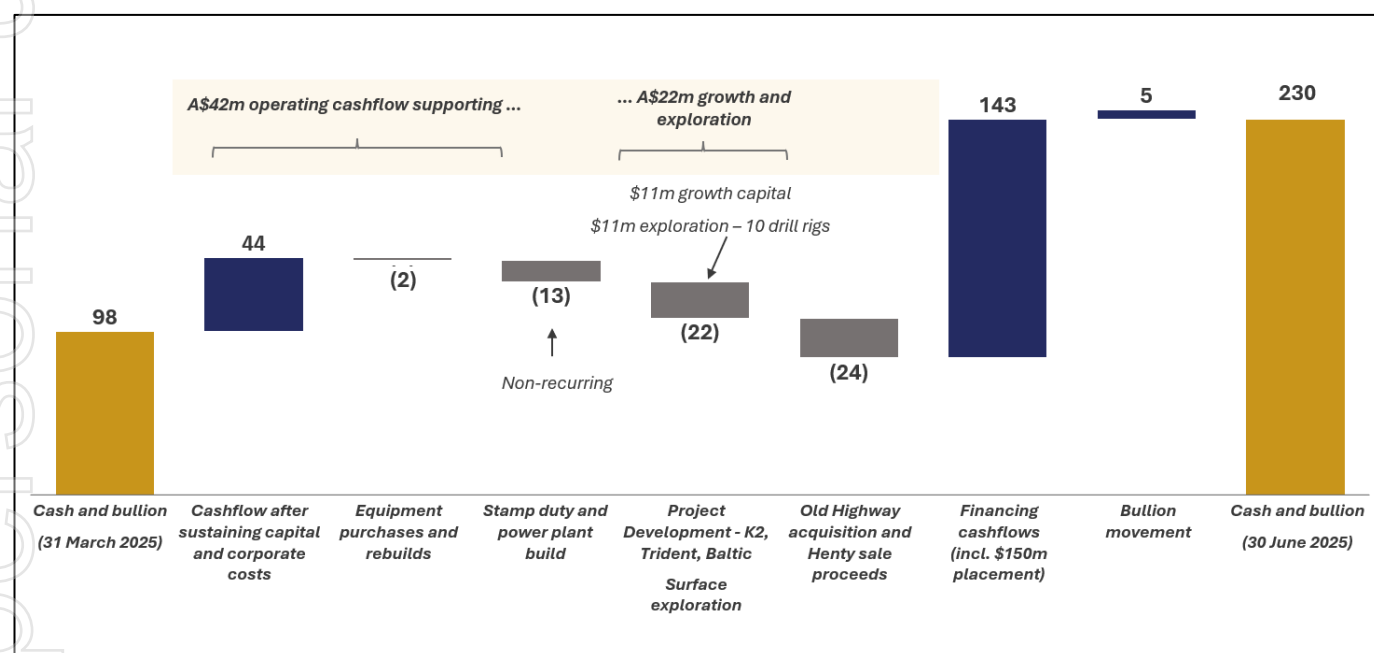 A$42m operating cashflow supporting ...
... A$22m growth and
exploration
$11m growth capital
$11m exploration – 10 drill rigs
98
44
(2)
(13)
Non-recurring
(22)
(24)
143
5
230
Cash and bullion
(31 March 2025)
Cashflow after
sustaining capital
and corporate
costs
Equipment
purchases and
rebuilds
Stamp duty and
power plant
build
Project
Development - K2,
Trident, Baltic
Surface
exploration
Old Highway
acquisition and
Henty sale
proceeds
Financing
cashflows
(incl. $150m
placement)
Bullion
movement
Cash and bullion
(30 June 2025)